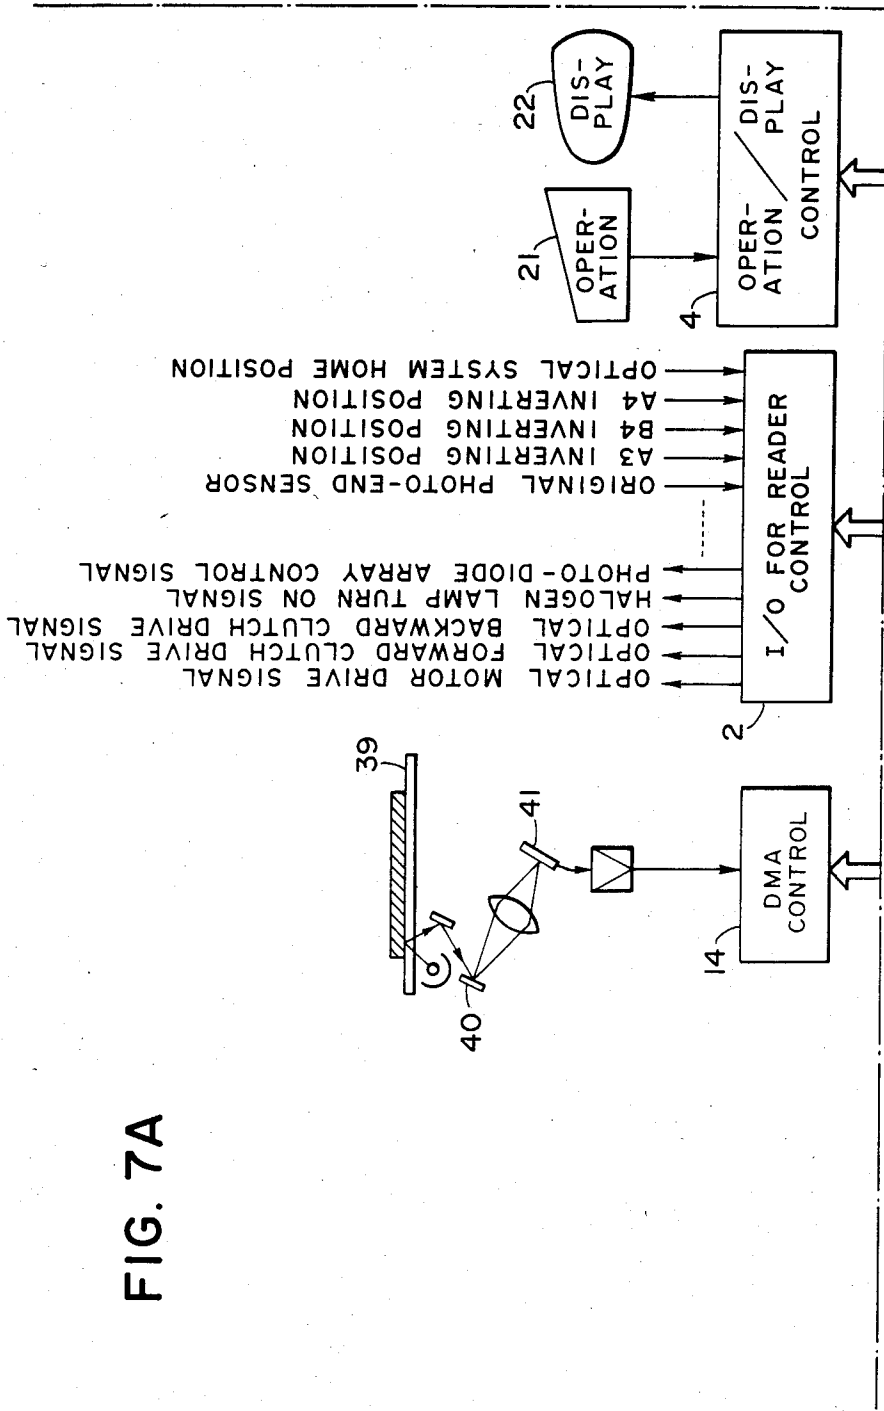 FIG. 7A
39
40
41
14
DMA
CONTROL
OPTICAL MOTOR DRIVE SIGNAL
OPTICAL FORWARD CLUTCH DRIVE SIGNAL
OPTICAL BACKWARD CLUTCH DRIVE SIGNAL
HALOGEN LAMP TURN ON SIGNAL
PHOTO-DIODE ARRAY CONTROL SIGNAL
ORIGINAL PHOTO-END SENSOR
A3 INVERTING POSITION
B4 INVERTING POSITION
A4 INVERTING POSITION
OPTICAL SYSTEM HOME POSITION
2
I/O FOR READER
CONTROL
21
OPER-
ATION
22
DIS-
PLAY
4
OPER-
ATION / DIS-
PLAY
CONTROL